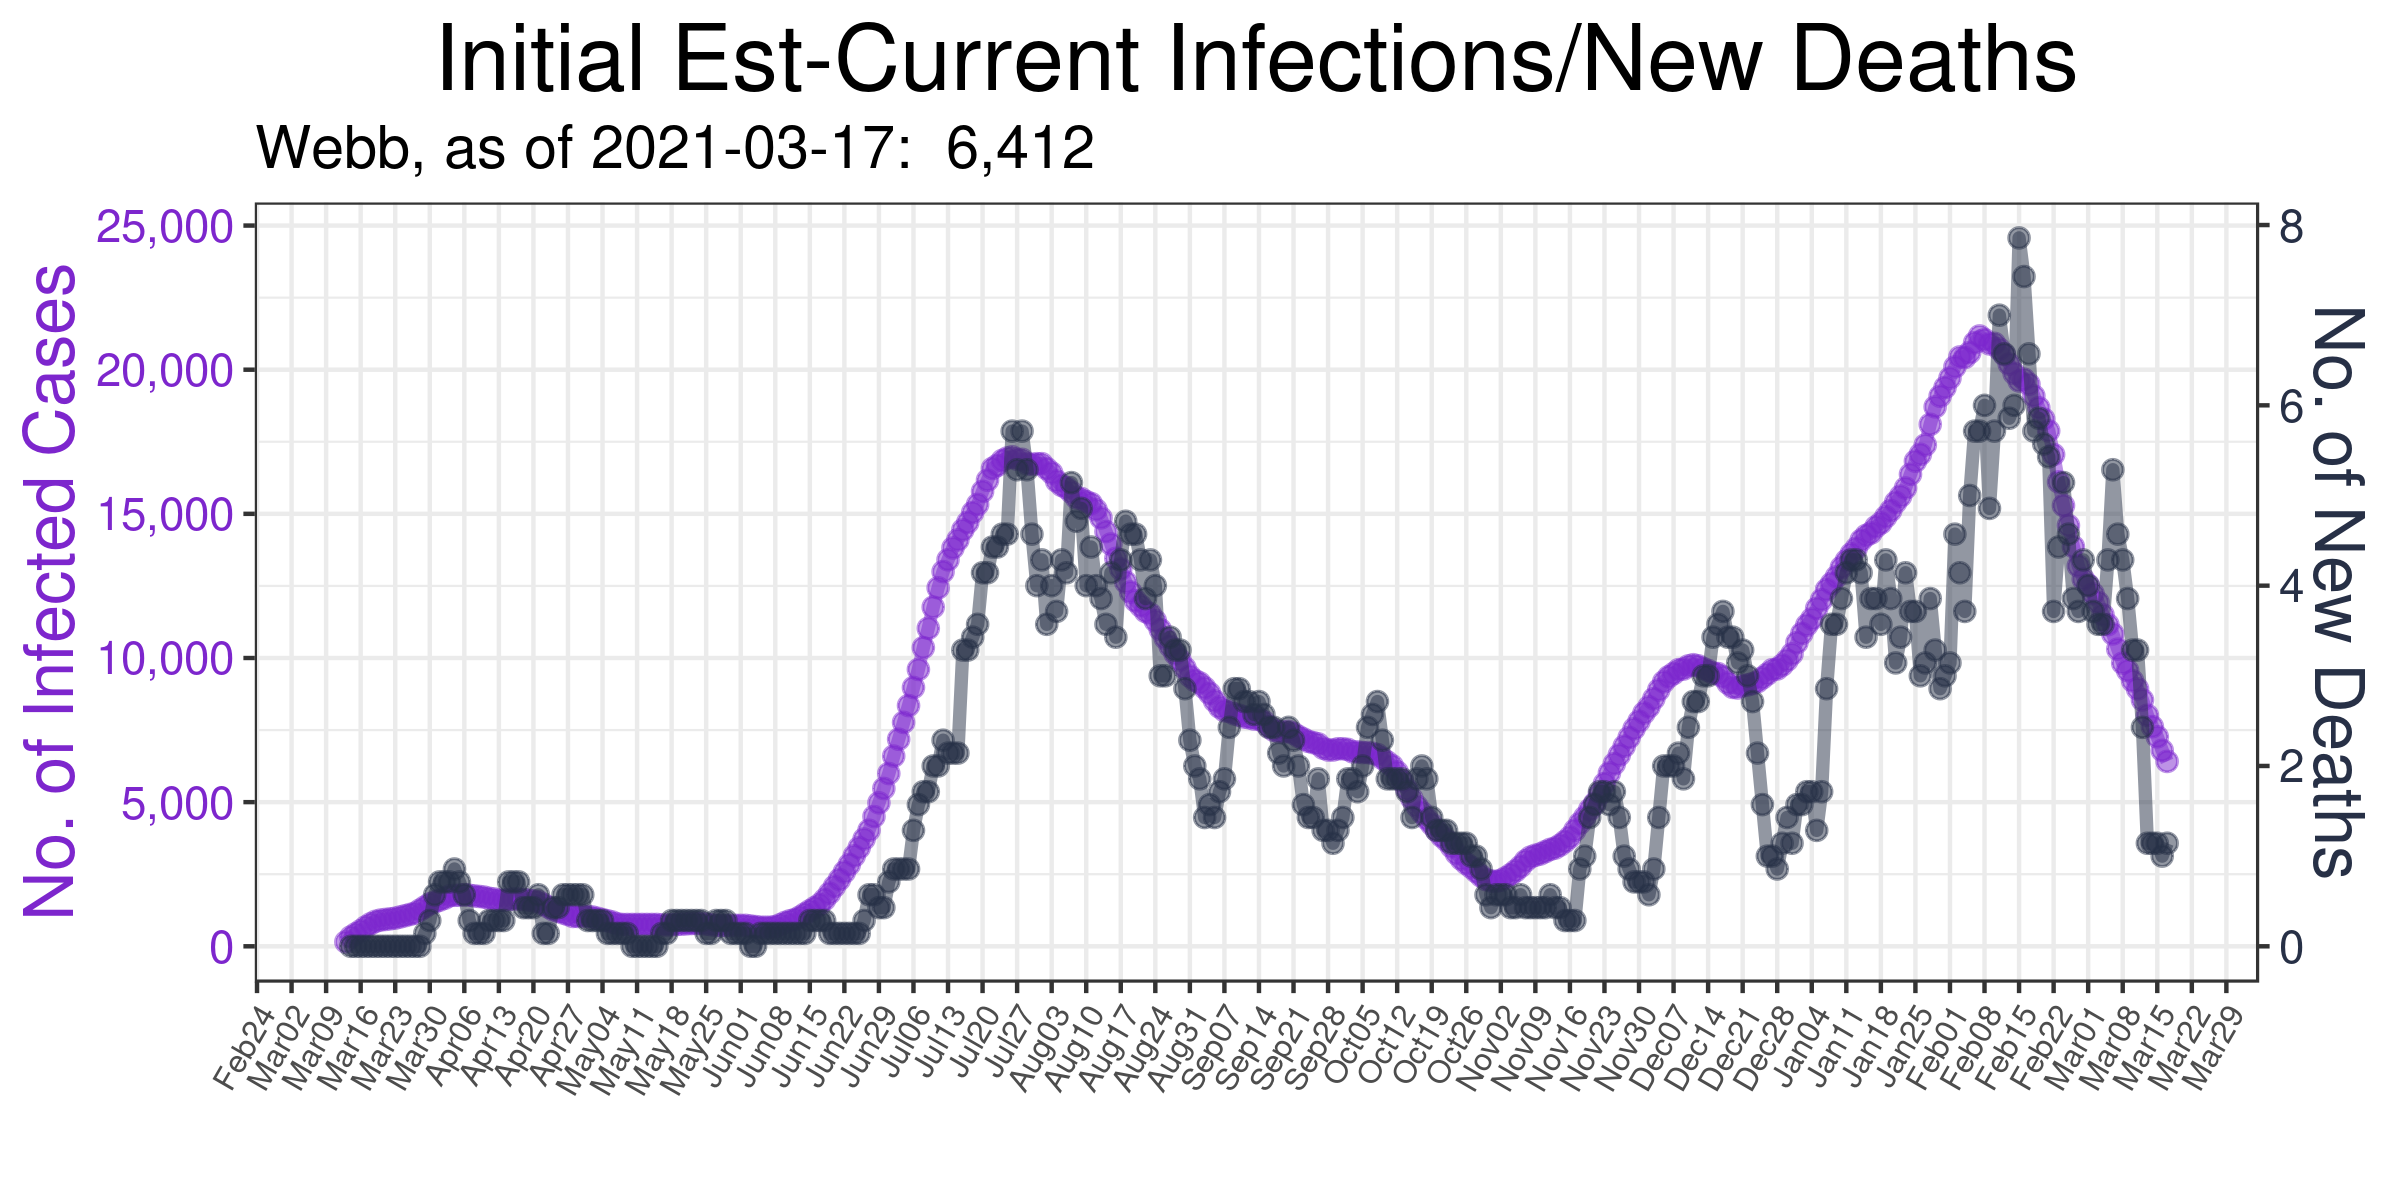 Initial Est-Current Infections/New Deaths
Webb, as of 2021-03-17:  6,412
No. of Infected Cases
25,000
20,000
15,000
10,000
5,000
0
8
6
4
2
0
No. of New Deaths
Feb24
Mar02
Mar09
Mar16
Mar23
Mar30
Apr06
Apr13
Apr20
Apr27
May04
May11
May18
May25
Jun01
Jun08
Jun15
Jun22
Jun29
Jul06
Jul13
Jul20
Jul27
Aug03
Aug10
Aug17
Aug24
Aug31
Sep07
Sep14
Sep21
Sep28
Oct05
Oct12
Oct19
Oct26
Nov02
Nov09
Nov16
Nov23
Nov30
Dec07
Dec14
Dec21
Dec28
Jan04
Jan11
Jan18
Jan25
Feb01
Feb08
Feb15
Feb22
Mar01
Mar08
Mar15
Mar22
Mar29